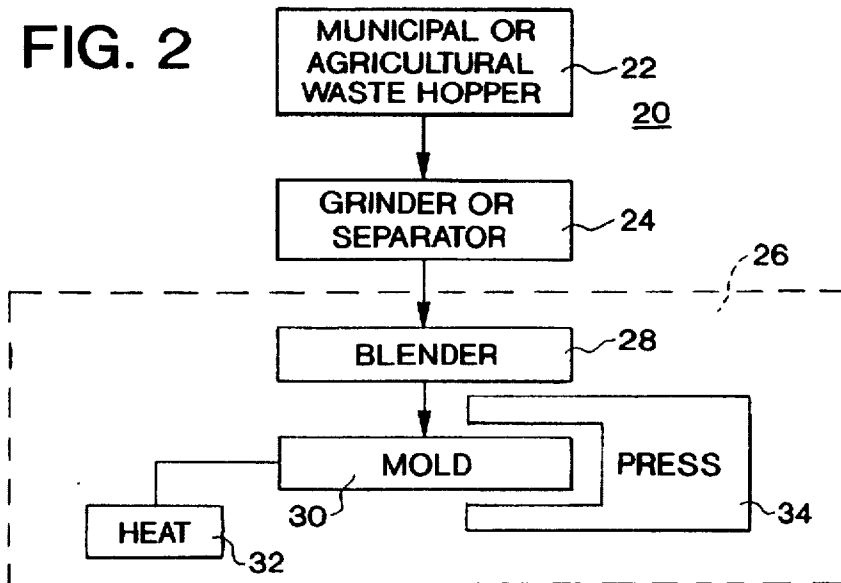 FIG. 2
MUNICIPAL OR
AGRICULTURAL
WASTE HOPPER
22
20
GRINDER OR
SEPARATOR
24
26
BLENDER
28
MOLD
30
PRESS
34
HEAT
32